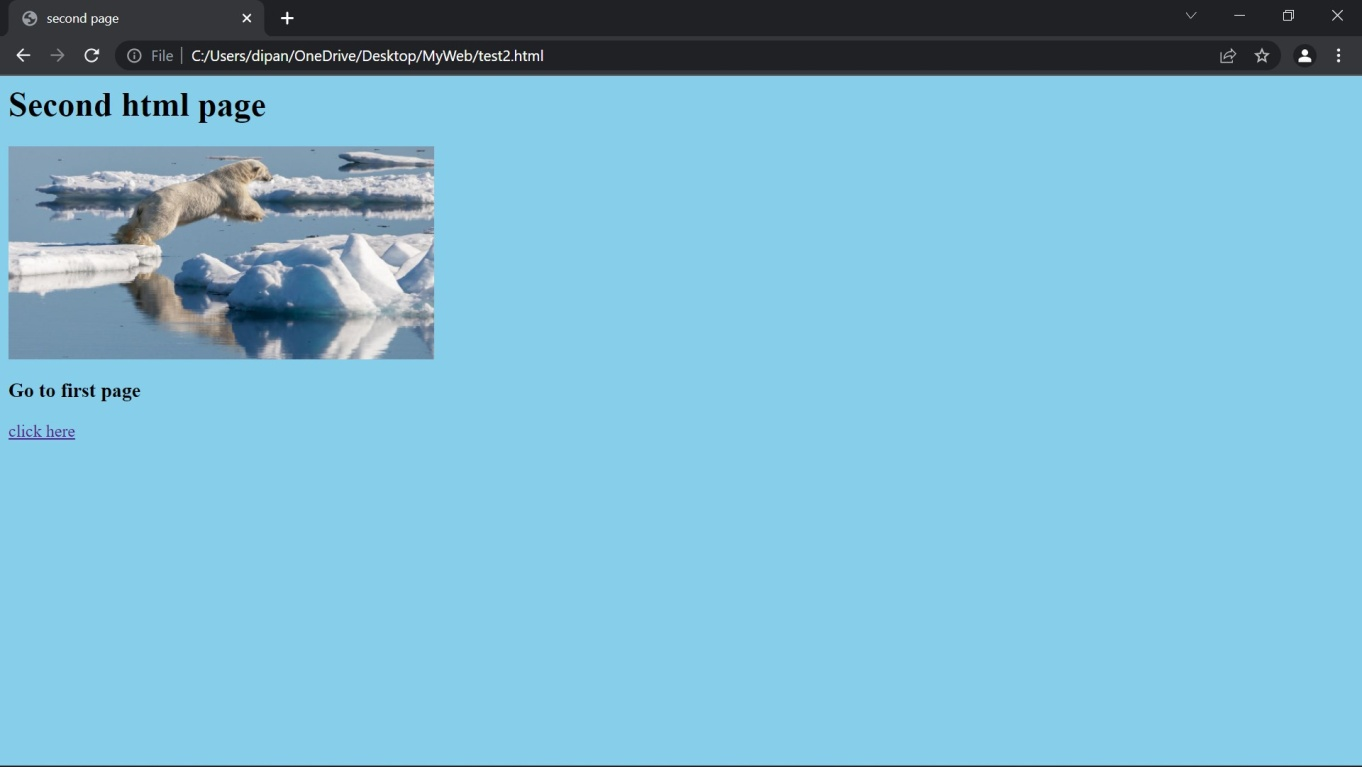 second page
File C:/Users/dipan/OneDrive/Desktop/MyWeb/test2.html
Second html page
Go to first page
click here